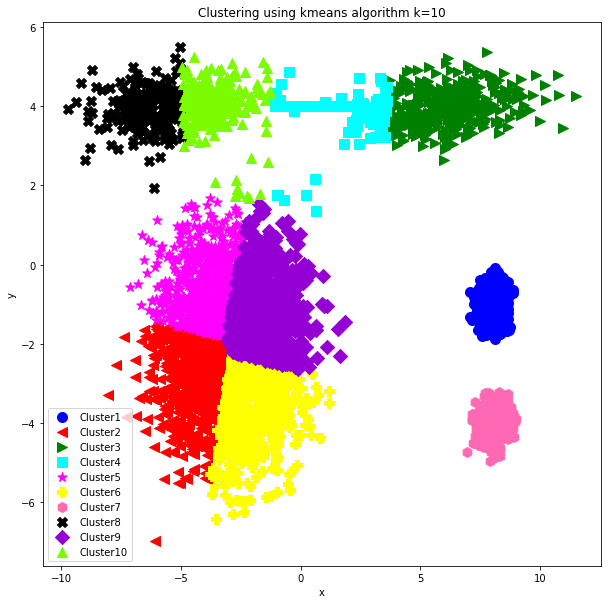 Clustering using kmeans algorithm k=10
6
4
2
0
−2
−4
−6
y
Cluster1
Cluster2
Cluster3
Cluster4
Cluster5
Cluster6
Cluster7
Cluster8
Cluster9
Cluster10
−10
−5
0
5
10
x